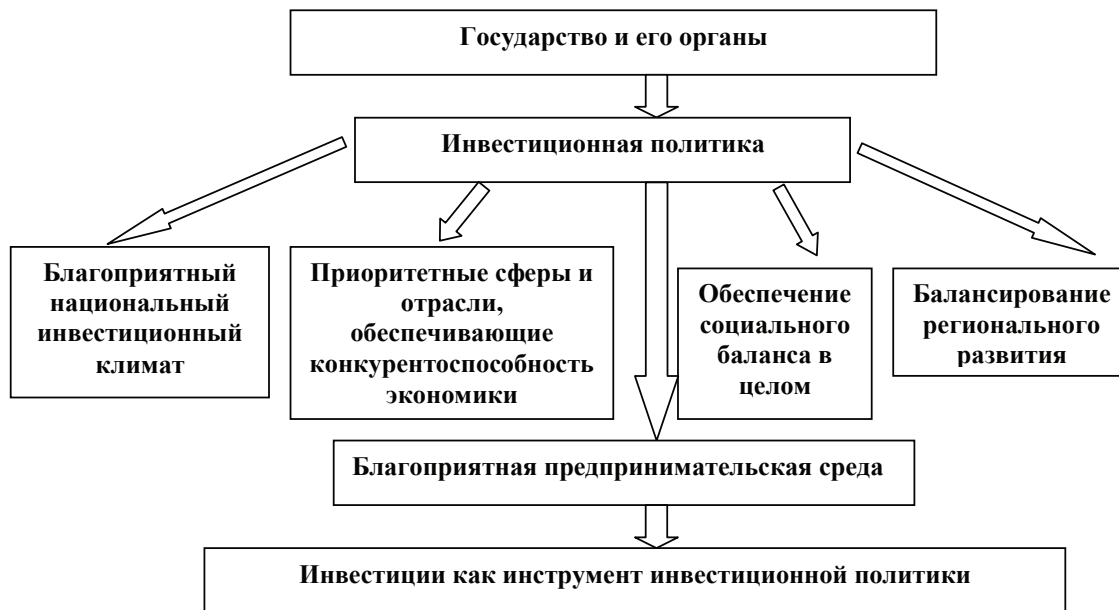 Государство и его органы
Инвестиционная политика
Благоприятный
национальный
инвестиционный
климат
Приоритетные сферы и
отрасли,
обеспечивающие
конкурентоспособность
экономики
Обеспечение
социального
баланса в
целом
Балансирование
регионального
развития
Благоприятная предпринимательская среда
Инвестиции как инструмент инвестиционной политики